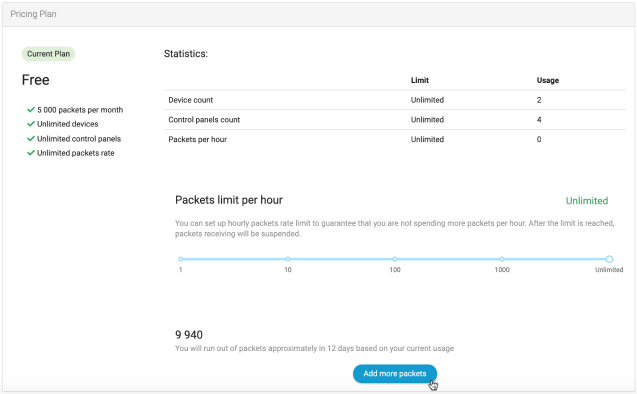 Pricing Plan
Current Plan
Free
5 000 packets per month
Unlimited devices
Unlimited control panels
Unlimited packets rate
Statistics:
Limit Usage
Device count Unlimited 2
Control panels count Unlimited 4
Packets per hour Unlimited 0
Packets limit per hour Unlimited
You can set up hourly packets rate limit to guarantee that you are not spending more packets per hour. After the limit is reached,
packets receiving will be suspended.
1 10 100 1000 Unlimited
9 940
You will run out of packets approximately in 12 days based on your current usage
Add more packets